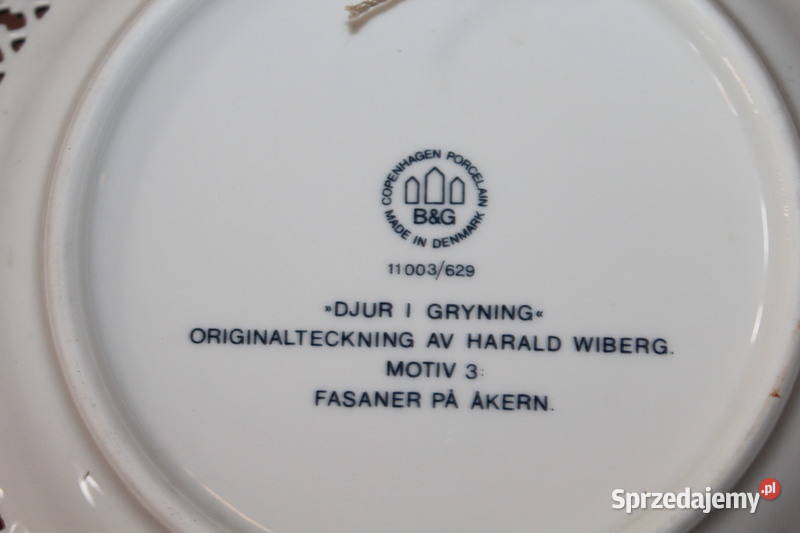 COPENHAGEN PORCELAIN
B&G
MADE IN DENMARK
11003/629
»DJUR I GRYNING«
ORIGINALTECKNING AV HARALD WIBERG.
MOTIV 3:
FASANER PÅ ÅKERN.
Sprzedajemy.pl